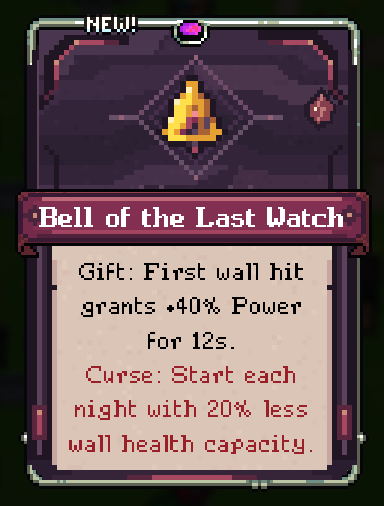 NEW!
Bell of the Last Watch
Gift: First wall hit
grants +40% Power
for 12s.
Curse: Start each
night with 20% less
wall health capacity.